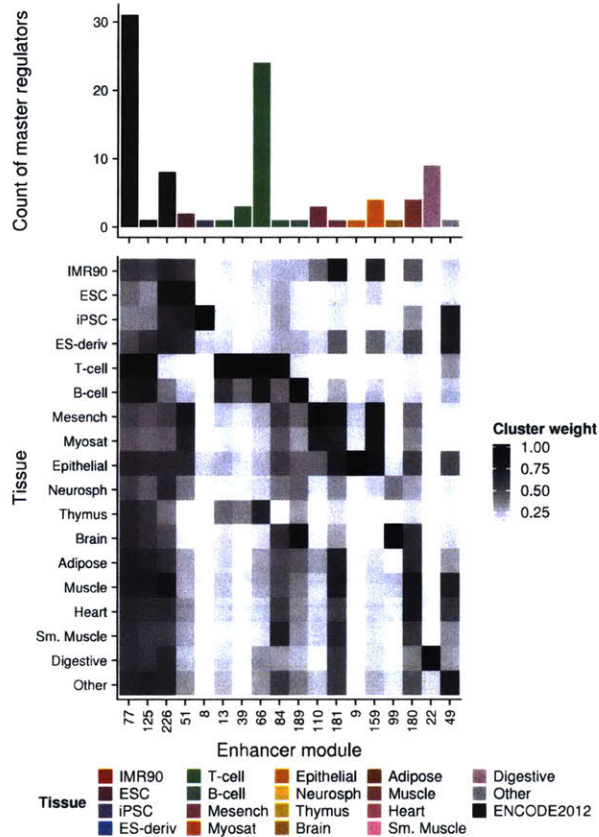 Count of master regulators
30
20
10
0
Tissue
IMR90
ESC
iPSC
ES-deriv
T-cell
B-cell
Mesench
Myosat
Epithelial
Neurosph
Thymus
Brain
Adipose
Muscle
Heart
Sm. Muscle
Digestive
Other
77 125 226 51 8 13 39 66 84 189 110 181 9 159 99 180 22 49
Enhancer module
Cluster weight
1.00
0.75
0.50
0.25
Tissue
IMR90 T-cell Epithelial Adipose Digestive
ESC B-cell Neurosph Muscle Other
iPSC Mesench Thymus Heart ENCODE2012
ES-deriv Myosat Brain Sm. Muscle